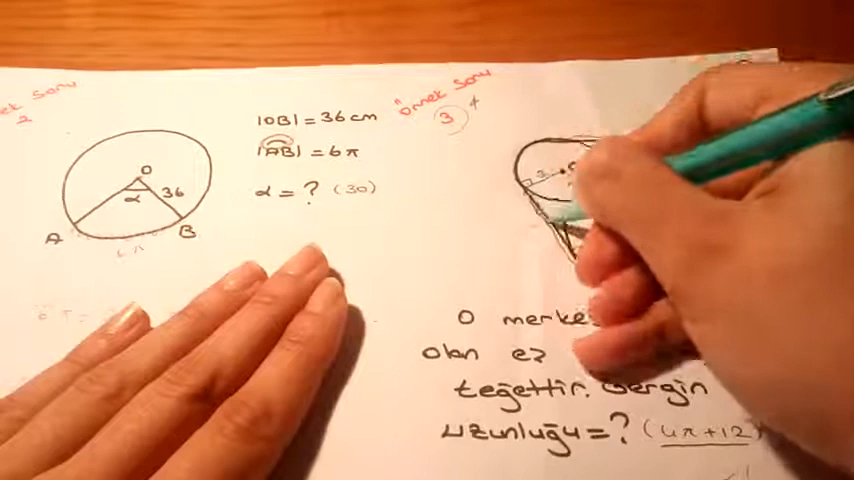 Soru
2
|OB| = 36 cm
|AB| = 6π
α = ? (30)
O
α
36
A
B
Örnek Soru
3
O merke
olan eş
teğettir. Gergin
uzunluğu = ? (4π+12)